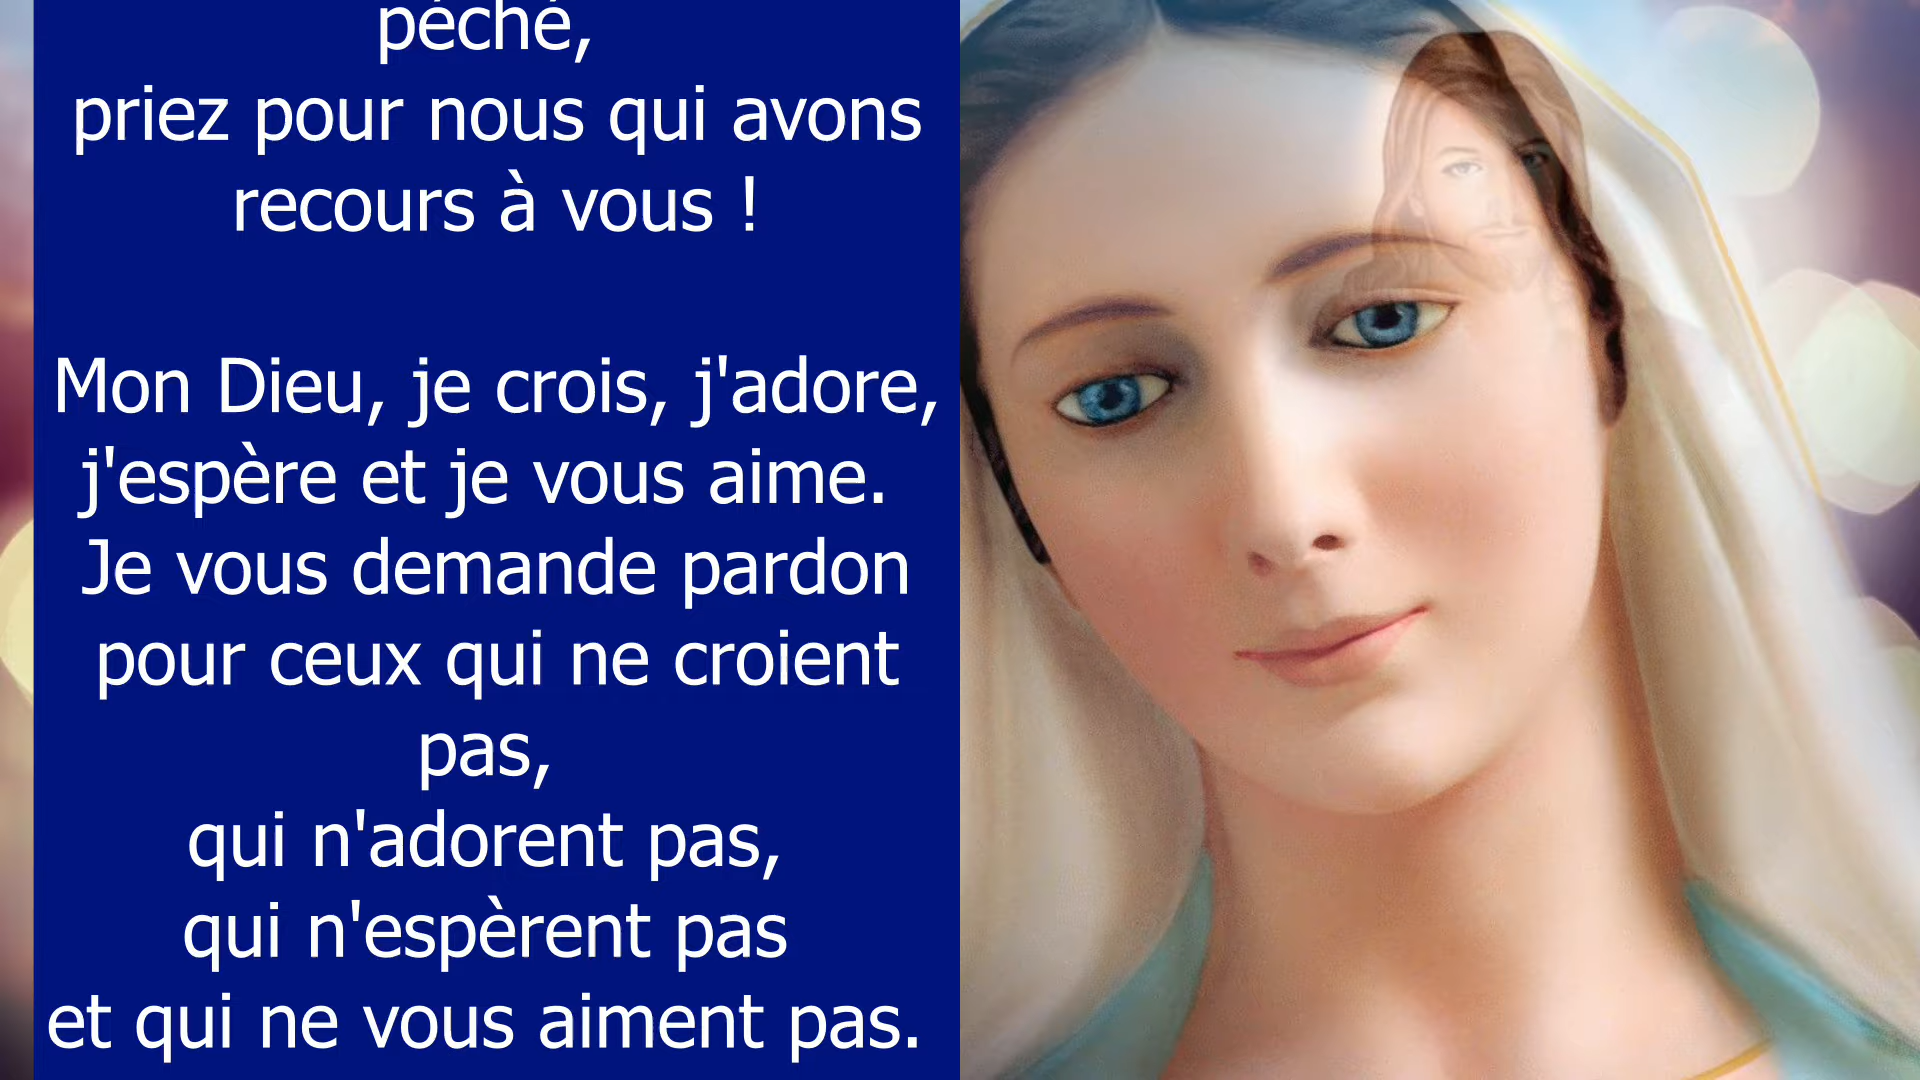 péché,
priez pour nous qui avons
recours à vous !
Mon Dieu, je crois, j'adore,
j'espère et je vous aime.
Je vous demande pardon
pour ceux qui ne croient
pas,
qui n'adorent pas,
qui n'espèrent pas
et qui ne vous aiment pas.